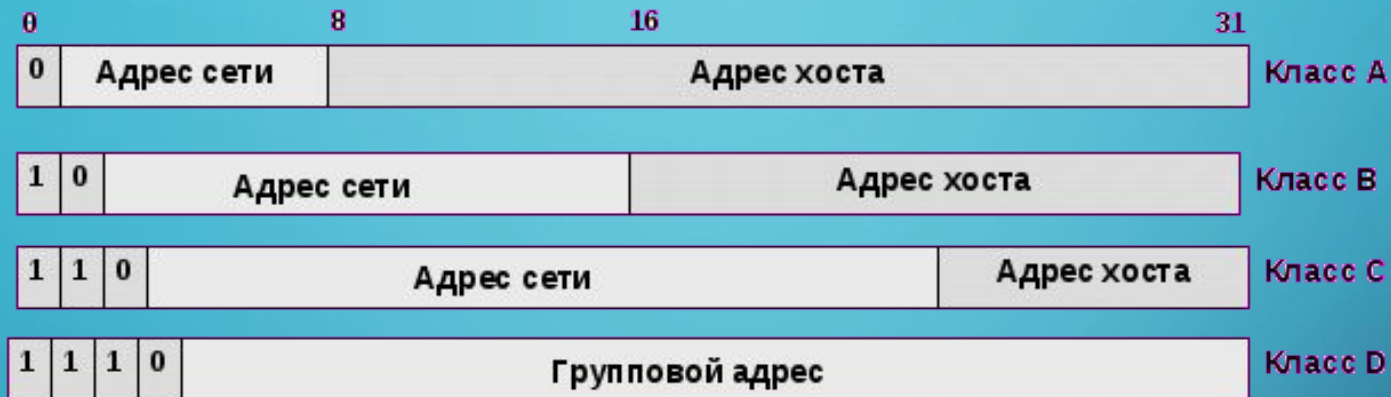 0 8 16 31
0 Адрес сети Адрес хоста Класс A
1 0 Адрес сети Адрес хоста Класс B
1 1 0 Адрес сети Адрес хоста Класс C
1 1 1 0 Групповой адрес Класс D